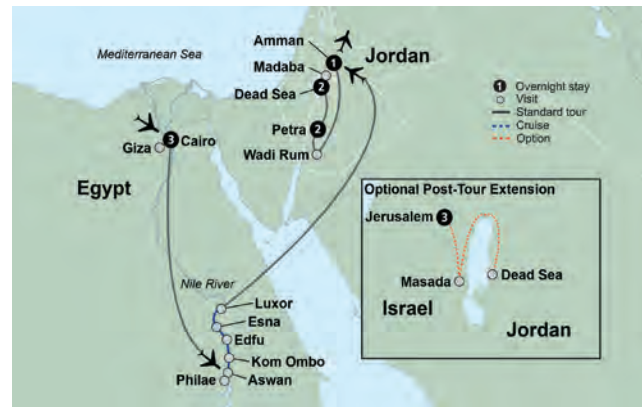 Mediterranean Sea
Amman
1
Jordan
Madaba
Dead Sea
2
Petra
2
Wadi Rum
1 Overnight stay
Visit
Standard tour
Cruise
Option
3 Cairo
Giza
Egypt
Nile River
Luxor
Esna
Edfu
Kom Ombo
Philae
Aswan
Optional Post-Tour Extension
Jerusalem 3
Masada
Dead Sea
Israel
Jordan